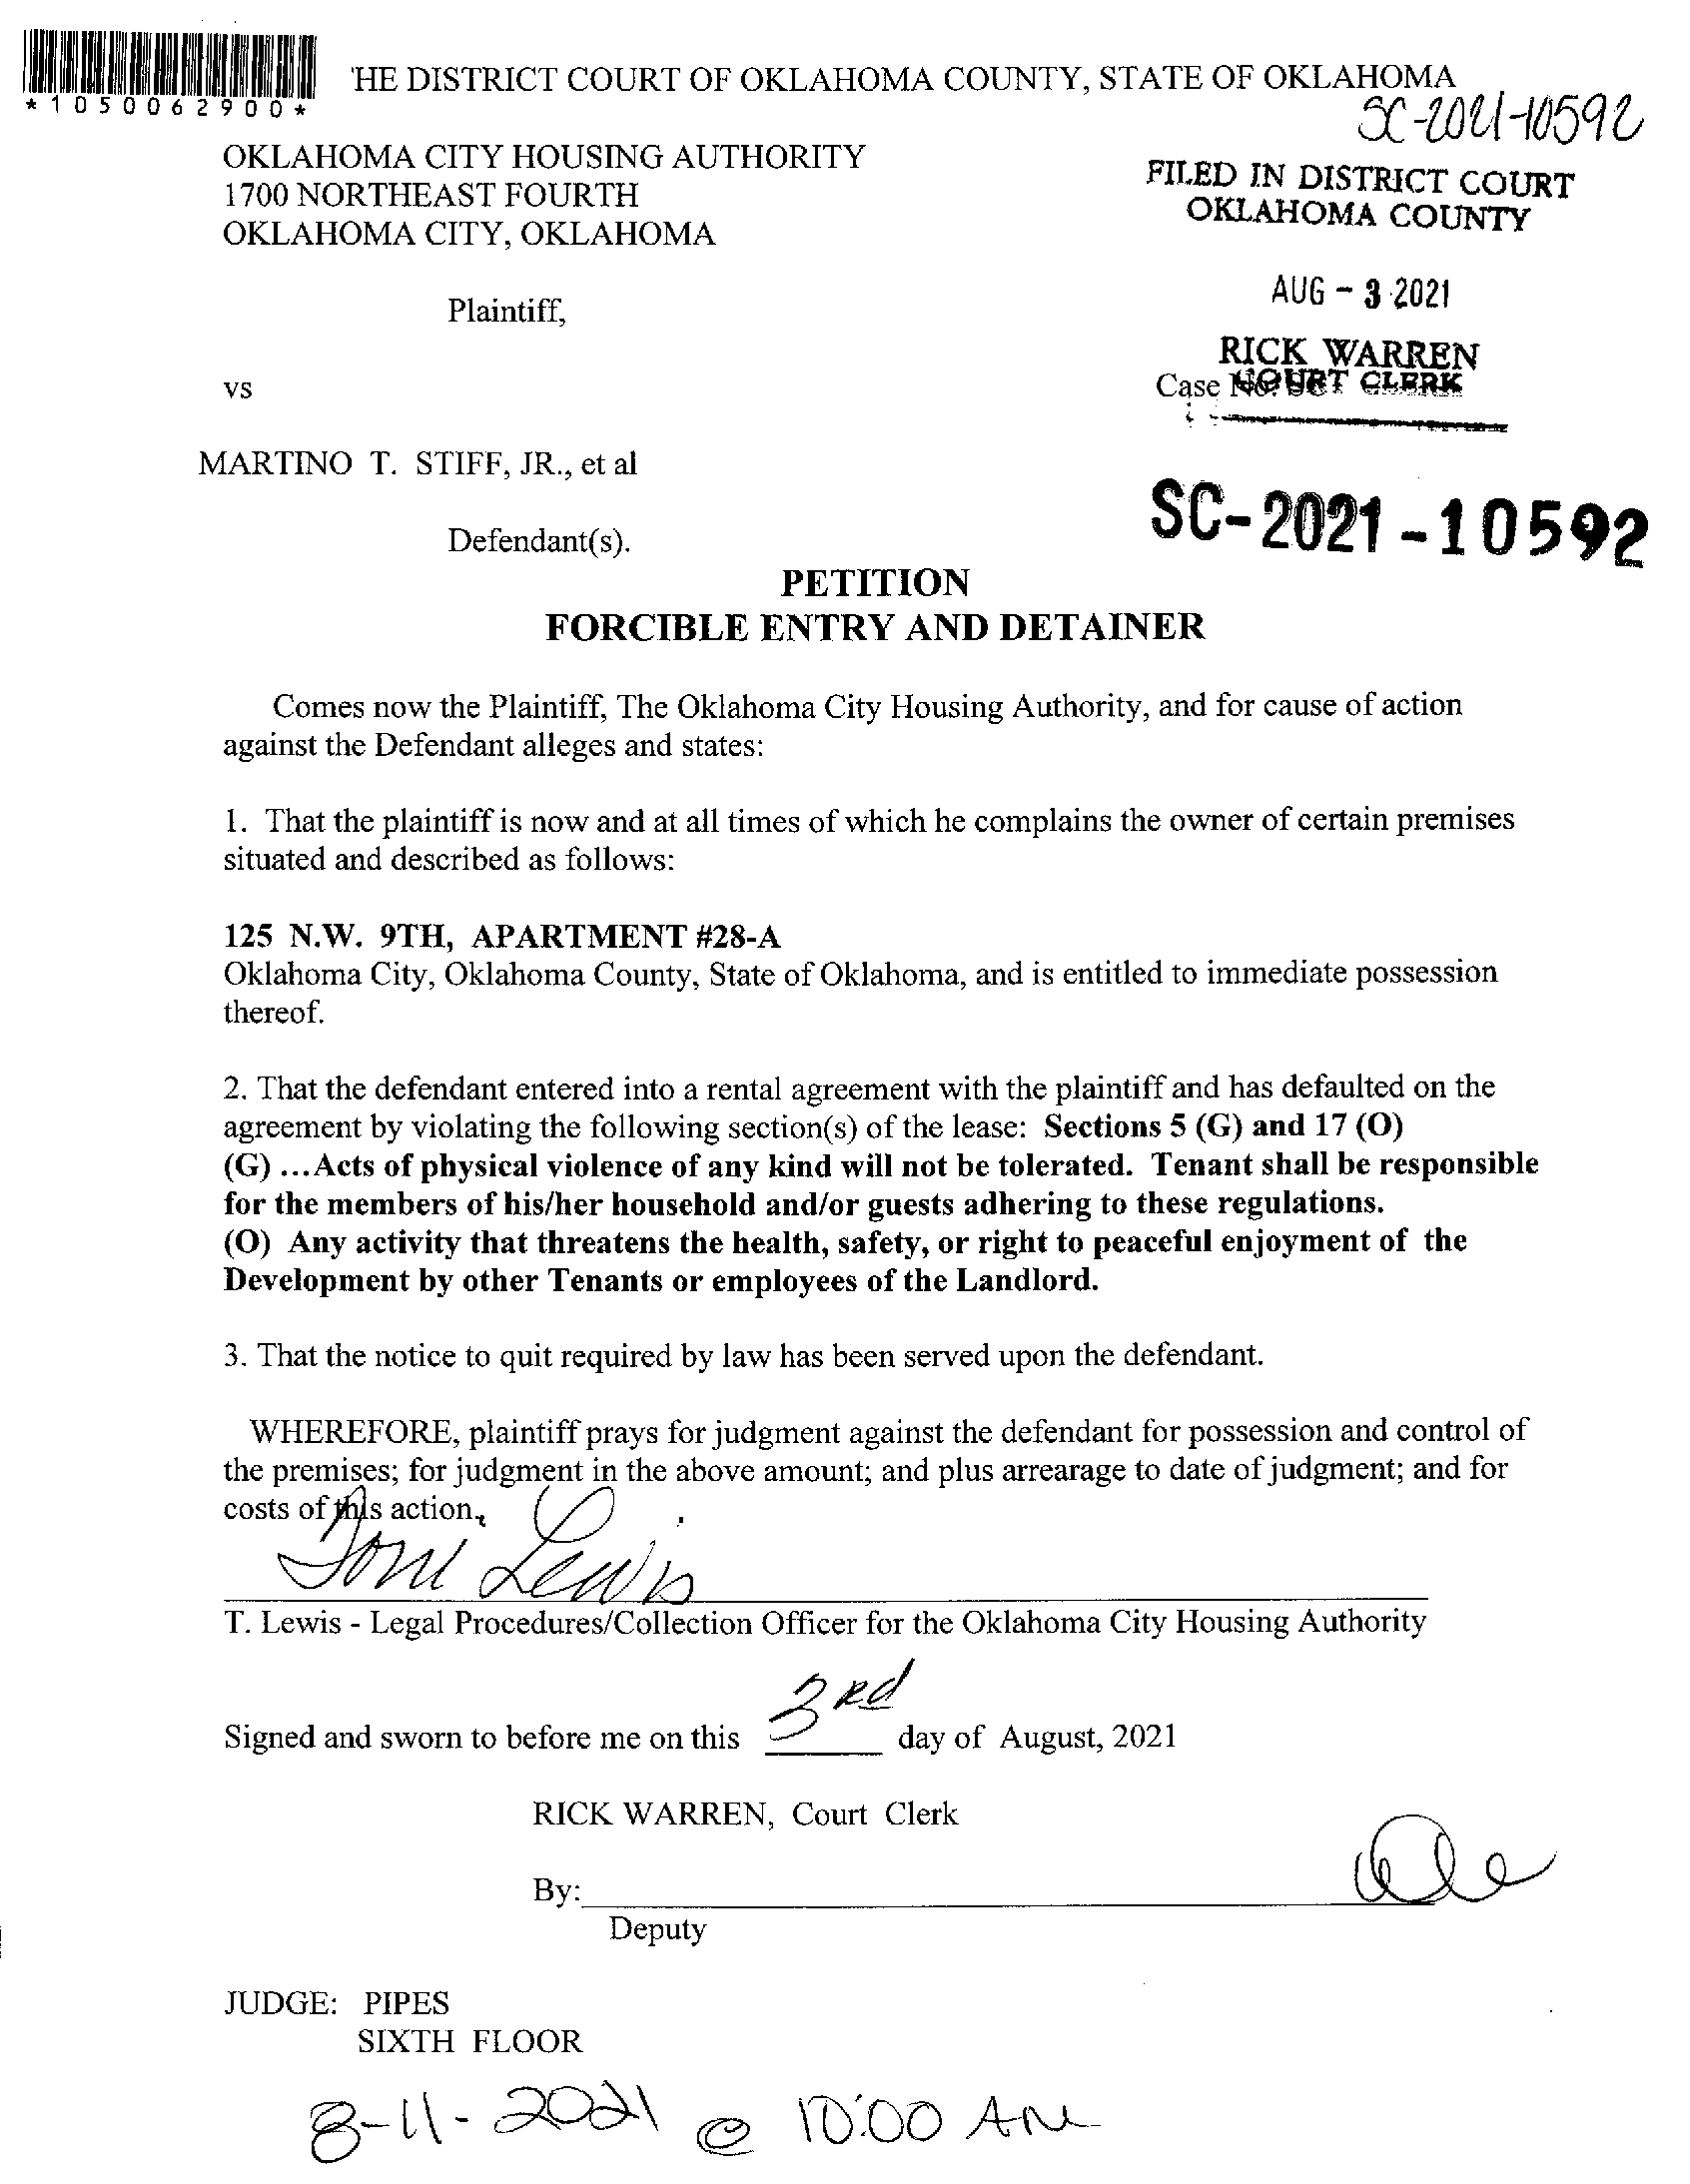 'HE DISTRICT COURT OF OKLAHOMA COUNTY, STATE OF OKLAHOMA
*1050062900*
SC-2021-10592
OKLAHOMA CITY HOUSING AUTHORITY
1700 NORTHEAST FOURTH
OKLAHOMA CITY, OKLAHOMA
FILED IN DISTRICT COURT
OKLAHOMA COUNTY
AUG - 3 2021
Plaintiff,
RICK WARREN
COURT CLERK
vs
Case No.
MARTINO T. STIFF, JR., et al
SC-2021-10592
Defendant(s).
PETITION
FORCIBLE ENTRY AND DETAINER
Comes now the Plaintiff, The Oklahoma City Housing Authority, and for cause of action
against the Defendant alleges and states:
1. That the plaintiff is now and at all times of which he complains the owner of certain premises
situated and described as follows:
125 N.W. 9TH, APARTMENT #28-A
Oklahoma City, Oklahoma County, State of Oklahoma, and is entitled to immediate possession
thereof.
2. That the defendant entered into a rental agreement with the plaintiff and has defaulted on the
agreement by violating the following section(s) of the lease: Sections 5 (G) and 17 (O)
(G) ...Acts of physical violence of any kind will not be tolerated. Tenant shall be responsible
for the members of his/her household and/or guests adhering to these regulations.
(O) Any activity that threatens the health, safety, or right to peaceful enjoyment of the
Development by other Tenants or employees of the Landlord.
3. That the notice to quit required by law has been served upon the defendant.
WHEREFORE, plaintiff prays for judgment against the defendant for possession and control of
the premises; for judgment in the above amount; and plus arrearage to date of judgment; and for
costs of this action.
Toni Lewis
T. Lewis - Legal Procedures/Collection Officer for the Oklahoma City Housing Authority
Signed and sworn to before me on this 3rd day of August, 2021
RICK WARREN, Court Clerk
By:
Deputy
JUDGE: PIPES
SIXTH FLOOR
8-11-2021 @ 10:00 AM